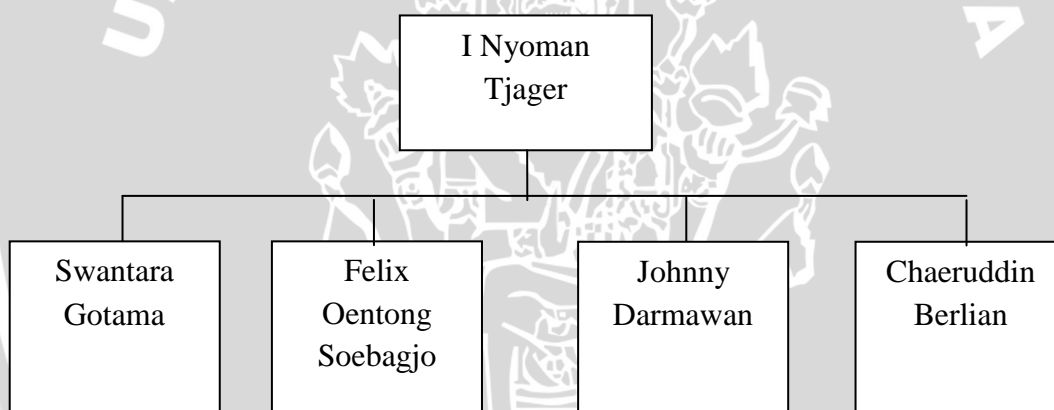 I Nyoman
Tjager
Swantara
Gotama
Felix
Oentong
Soebagjo
Johnny
Darmawan
Chaeruddin
Berlian